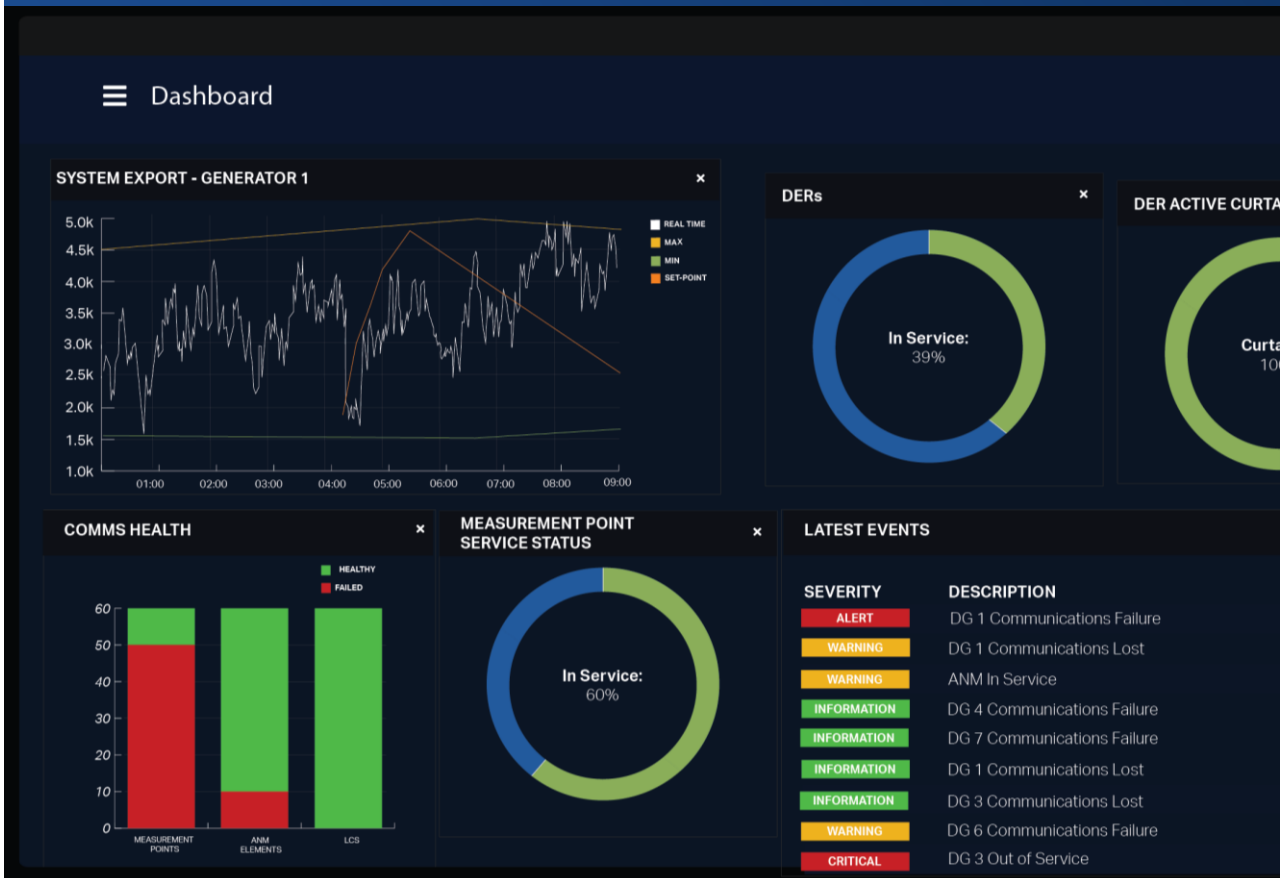 Dashboard
SYSTEM EXPORT - GENERATOR 1
×
5.0k
4.5k
4.0k
3.5k
3.0k
2.5k
2.0k
1.5k
1.0k
01:00 02:00 03:00 04:00 05:00 06:00 07:00 08:00 09:00
REAL TIME
MAX
MIN
SET-POINT
DERs
×
In Service:
39%
DER ACTIVE CURTA
Curta
10
COMMS HEALTH
×
HEALTHY
FAILED
60
50
40
30
20
10
0
MEASUREMENT
POINTS
ANM
ELEMENTS
LCS
MEASUREMENT POINT
SERVICE STATUS
×
In Service:
60%
LATEST EVENTS
SEVERITY DESCRIPTION
ALERT DG 1 Communications Failure
WARNING DG 1 Communications Lost
WARNING ANM In Service
INFORMATION DG 4 Communications Failure
INFORMATION DG 7 Communications Failure
INFORMATION DG 1 Communications Lost
INFORMATION DG 3 Communications Lost
WARNING DG 6 Communications Failure
CRITICAL DG 3 Out of Service